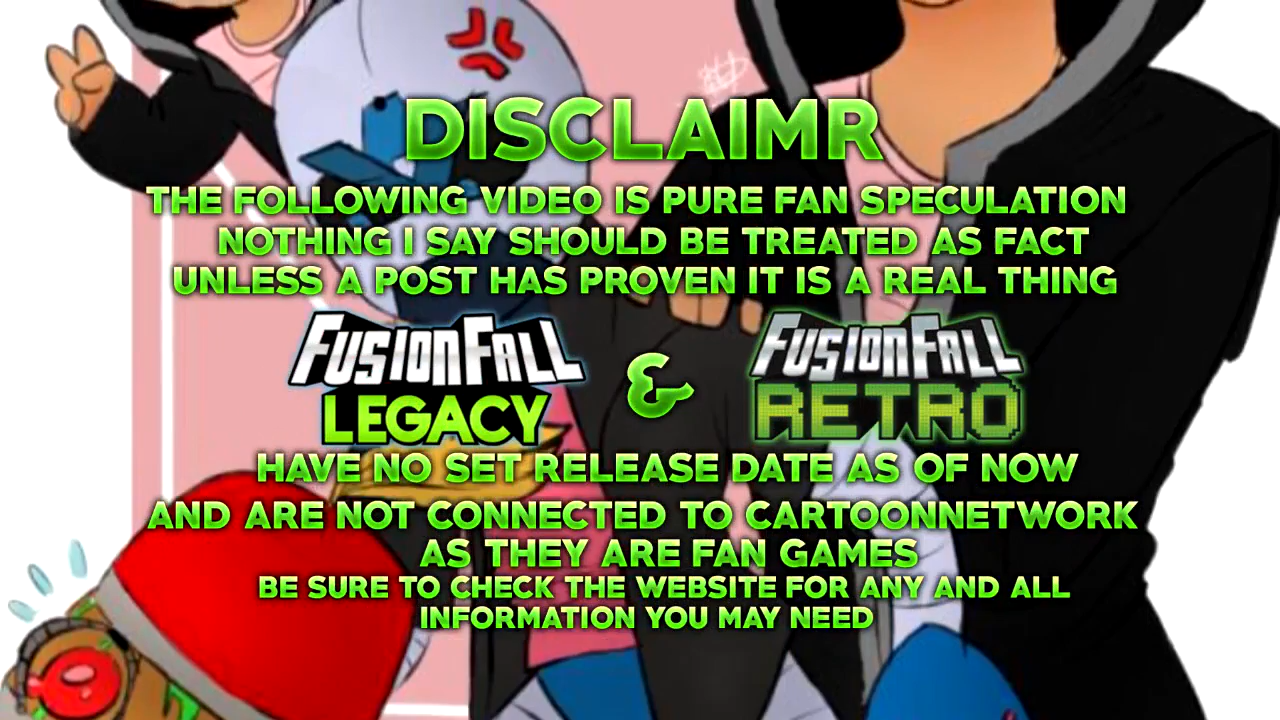 DISCLAIMR
THE FOLLOWING VIDEO IS PURE FAN SPECULATION
NOTHING I SAY SHOULD BE TREATED AS FACT
UNLESS A POST HAS PROVEN IT IS A REAL THING
FUSIONFALL
LEGACY
&
FUSIONFALL
RETRO
HAVE NO SET RELEASE DATE AS OF NOW
AND ARE NOT CONNECTED TO CARTOONNETWORK
AS THEY ARE FAN GAMES
BE SURE TO CHECK THE WEBSITE FOR ANY AND ALL
INFORMATION YOU MAY NEED